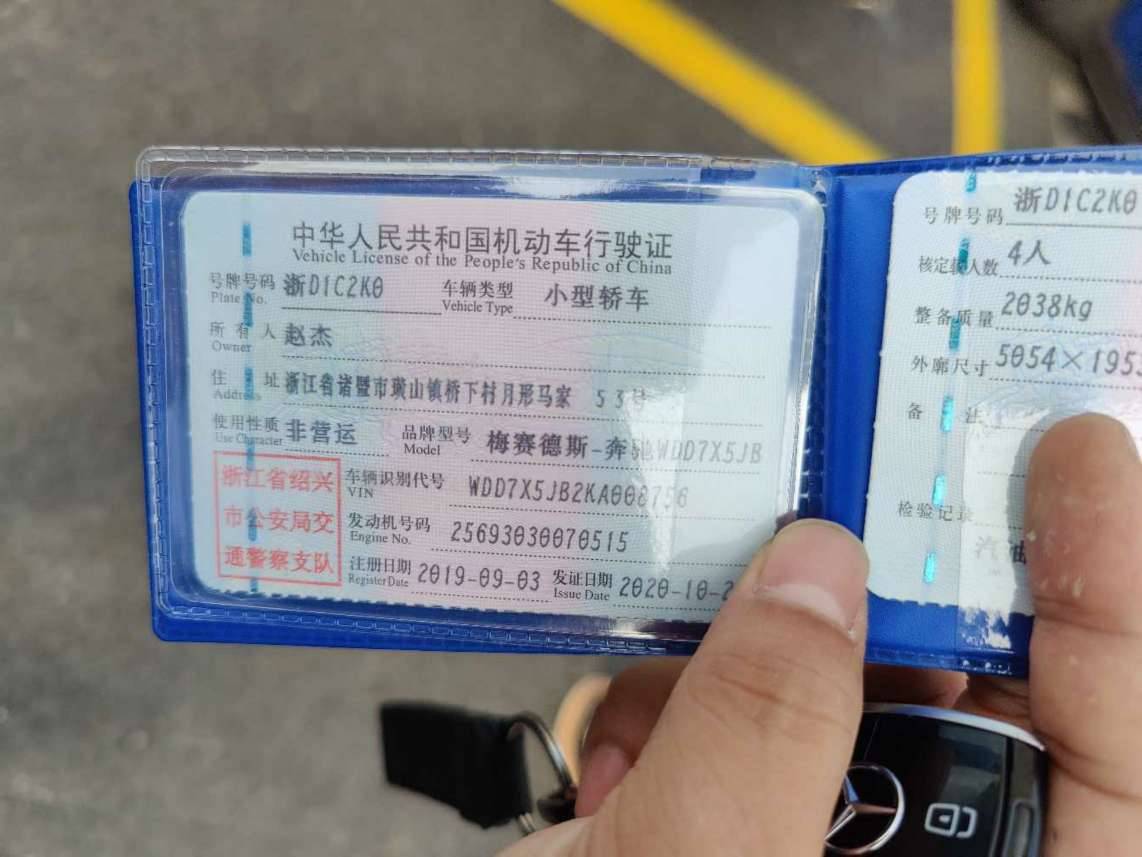 中华人民共和国机动车行驶证
Vehicle License of the People's Republic of China
号牌号码 浙D1C2K0 车辆类型 小型轿车
Plate No. Vehicle Type
所有人 赵杰
Owner
住址 浙江省诸暨市璜山镇桥下村月形马家 53号
Address
使用性质 非营运 品牌型号 梅赛德斯-奔驰WDD7X5JB
Use Character Model
浙江省绍兴
市公安局交
通警察支队
车辆识别代号 WDD7X5JB2KA008756
VIN
发动机号码 25693030070515
Engine No.
注册日期 2019-09-03 发证日期 2020-10-2
Register Date Issue Date
号牌号码 浙D1C2K0
核定载人数 4人
整备质量 2038kg
外廓尺寸 5054×1953
备注
检验记录
汽油